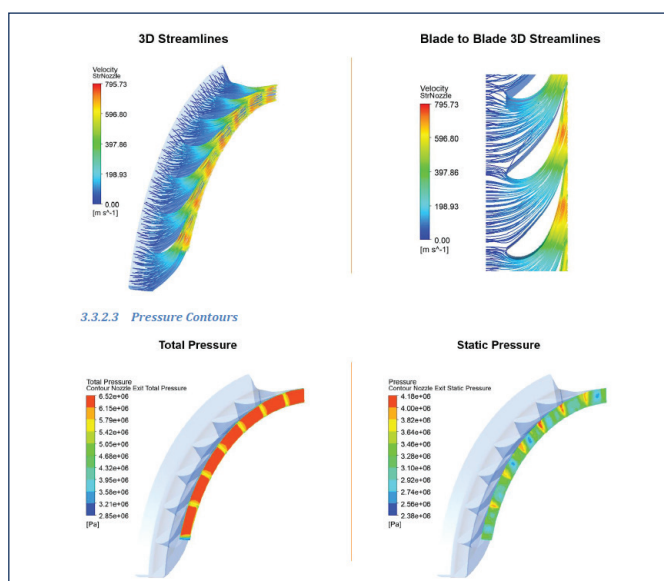 3D Streamlines
Blade to Blade 3D Streamlines
Velocity
StrNozzle
795.73
596.80
397.86
198.93
0.00
[m s^-1]
Velocity
StrNozzle
795.73
596.80
397.86
198.93
0.00
[m s^-1]
3.3.2.3 Pressure Contours
Total Pressure
Static Pressure
Total Pressure
Contour Nozzle Exit Total Pressure
6.52e+06
6.15e+06
5.79e+06
5.42e+06
5.05e+06
4.68e+06
4.32e+06
3.95e+06
3.58e+06
3.21e+06
2.85e+06
[Pa]
Pressure
Contour Nozzle Exit Static Pressure
4.18e+06
4.00e+06
3.82e+06
3.64e+06
3.46e+06
3.28e+06
3.10e+06
2.92e+06
2.74e+06
2.56e+06
2.38e+06
[Pa]